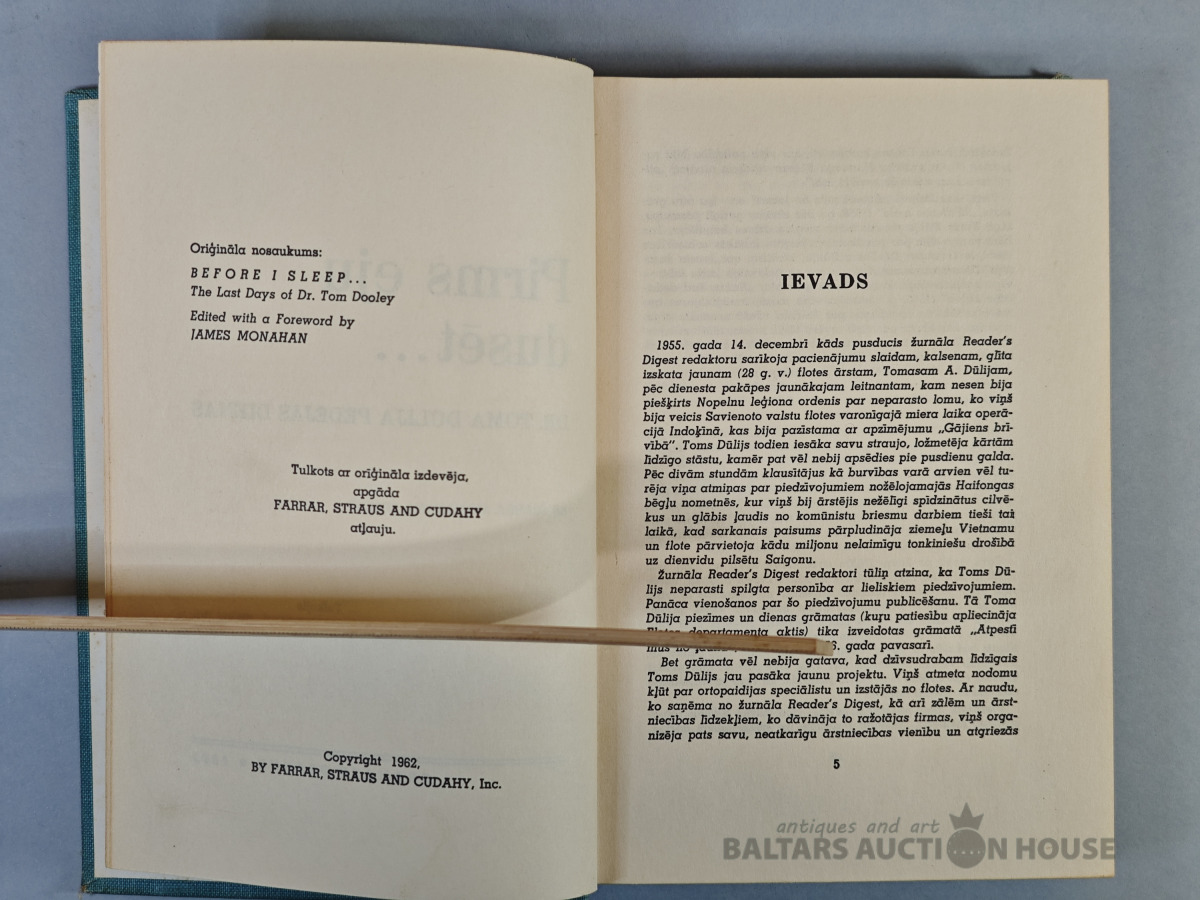 Oriģināla nosaukums:
BEFORE I SLEEP...
The Last Days of Dr. Tom Dooley
Edited with a Foreword by
JAMES MONAHAN
Tulkots ar oriģināla izdevēja,
apgāda
FARRAR, STRAUS AND CUDAHY
atļauju.
Copyright 1962,
BY FARRAR, STRAUS AND CUDAHY, Inc.
IEVADS
1955. gada 14. decembrī kāds pusducis žurnāla Reader's
Digest redaktoru sarīkoja pacienājumu slaidam, kalsenam, glīta
izskata jaunam (28 g. v.) flotes ārstam, Tomasam A. Dūlijam,
pēc dienesta pakāpes jaunākajam leitnantam, kam nesen bija
piešķirts Nopelnu leģiona ordenis par neparasto lomu, ko viņš
bija veicis Savienoto valstu flotes varonīgajā miera laika operā-
cijā Indoķīnā, kas bija pazīstama ar apzīmējumu „Gājiens brī-
vībā". Toms Dūlijs todien iesāka savu straujo, ložmetēja kārtām
līdzīgo stāstu, kamēr pat vēl nebij apsēdies pie pusdienu galda.
Pēc divām stundām klausītājus kā burvības varā arvien vēl tu-
rēja viņa atmiņas par piedzīvojumiem nožēlojamajās Haifongas
bēgļu nometnēs, kur viņš bij ārstējis nežēlīgi spīdzinātus cilvē-
kus un glābis ļaudis no komūnistu briesmu darbiem tieši tai
laikā, kad sarkanais paisums pārpludināja ziemeļu Vietnamu
un flote pārvietoja kādu miljonu nelaimīgu tonkiniešu drošībā
uz dienvidu pilsētu Saigonu.
Žurnāla Reader's Digest redaktori tūliņ atzina, ka Toms Dū-
lijs neparasti spilgta personība ar lieliskiem piedzīvojumiem.
Panāca vienošanos par šo piedzīvojumu publicēšanu. Tā Toma
Dūlija piezīmes un dienas grāmatas (kuŗu patiesību apliecināja
Flotes departamenta aktis) tika izveidotas grāmatā „Atpestī
mūs no ļauna 6. gada pavasarī.
Bet grāmata vēl nebija gatava, kad dzīvsudrabam līdzīgais
Toms Dūlijs jau pasāka jaunu projektu. Viņš atmeta nodomu
kļūt par ortopaidijas speciālistu un izstājās no flotes. Ar naudu,
ko saņēma no žurnāla Reader's Digest, kā arī zālēm un ārst-
niecības līdzekļiem, ko dāvināja to ražotājas firmas, viņš orga-
nizēja pats savu, neatkarīgu ārstniecības vienību un atgriezās
5
antiques and art
BALTARS AUCTION HOUSE